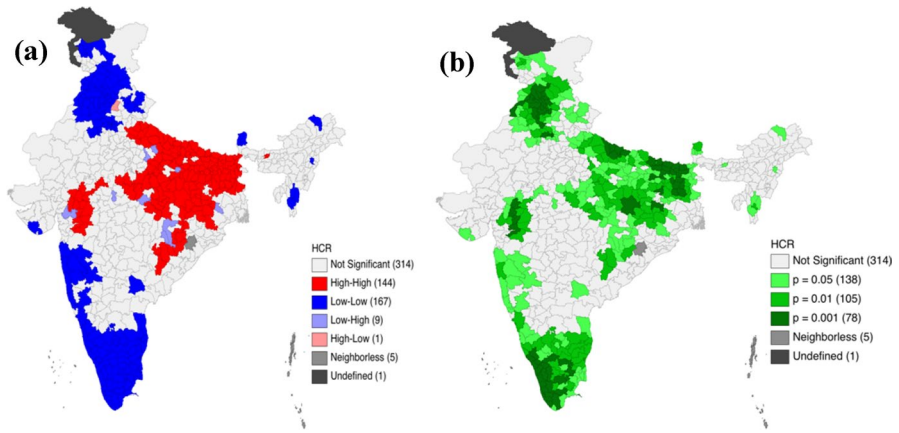 (a)
HCR
Not Significant (314)
High-High (144)
Low-Low (167)
Low-High (9)
High-Low (1)
Neighborless (5)
Undefined (1)
(b)
HCR
Not Significant (314)
p = 0.05 (138)
p = 0.01 (105)
p = 0.001 (78)
Neighborless (5)
Undefined (1)